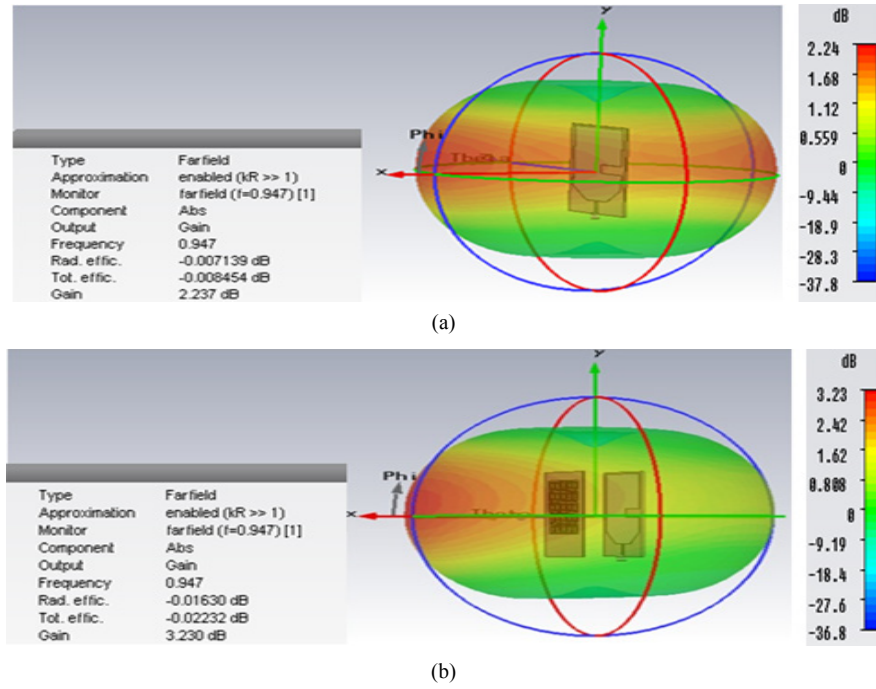 dB
2.24
1.68
1.12
0.559
0
-9.44
-18.9
-28.3
-37.8
y
Phi
Theta
x
Type Farfield
Approximation enabled (kR >> 1)
Monitor farfield (f=0.947) [1]
Component Abs
Output Gain
Frequency 0.947
Rad. effic. -0.007139 dB
Tot. effic. -0.008454 dB
Gain 2.237 dB
(a)
dB
3.23
2.42
1.62
0.808
0
-9.19
-18.4
-27.6
-36.8
y
Phi
Theta
x
Type Farfield
Approximation enabled (kR >> 1)
Monitor farfield (f=0.947) [1]
Component Abs
Output Gain
Frequency 0.947
Rad. effic. -0.01630 dB
Tot. effic. -0.02232 dB
Gain 3.230 dB
(b)